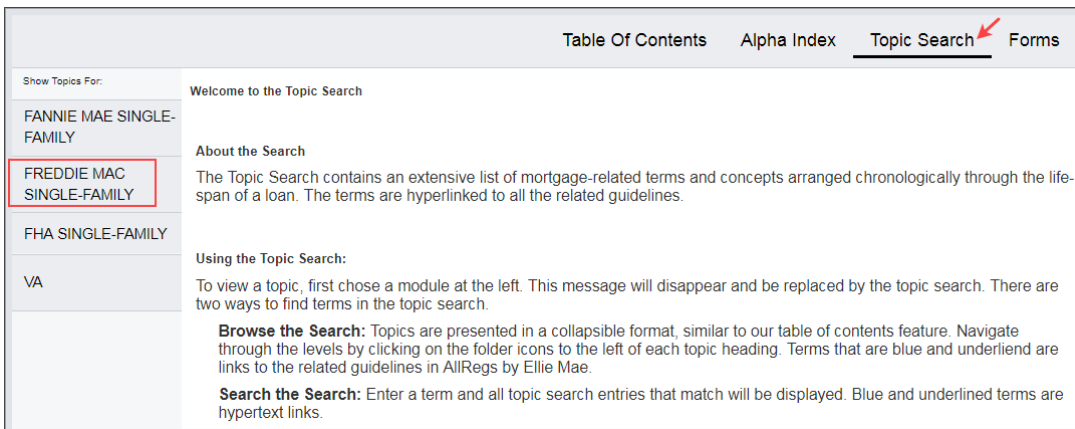 Table Of Contents Alpha Index Topic Search Forms
Show Topics For:
FANNIE MAE SINGLE-
FAMILY
FREDDIE MAC
SINGLE-FAMILY
FHA SINGLE-FAMILY
VA
Welcome to the Topic Search
About the Search
The Topic Search contains an extensive list of mortgage-related terms and concepts arranged chronologically through the life-
span of a loan. The terms are hyperlinked to all the related guidelines.
Using the Topic Search:
To view a topic, first chose a module at the left. This message will disappear and be replaced by the topic search. There are
two ways to find terms in the topic search.
Browse the Search: Topics are presented in a collapsible format, similar to our table of contents feature. Navigate
through the levels by clicking on the folder icons to the left of each topic heading. Terms that are blue and underliend are
links to the related guidelines in AllRegs by Ellie Mae.
Search the Search: Enter a term and all topic search entries that match will be displayed. Blue and underlined terms are
hypertext links.